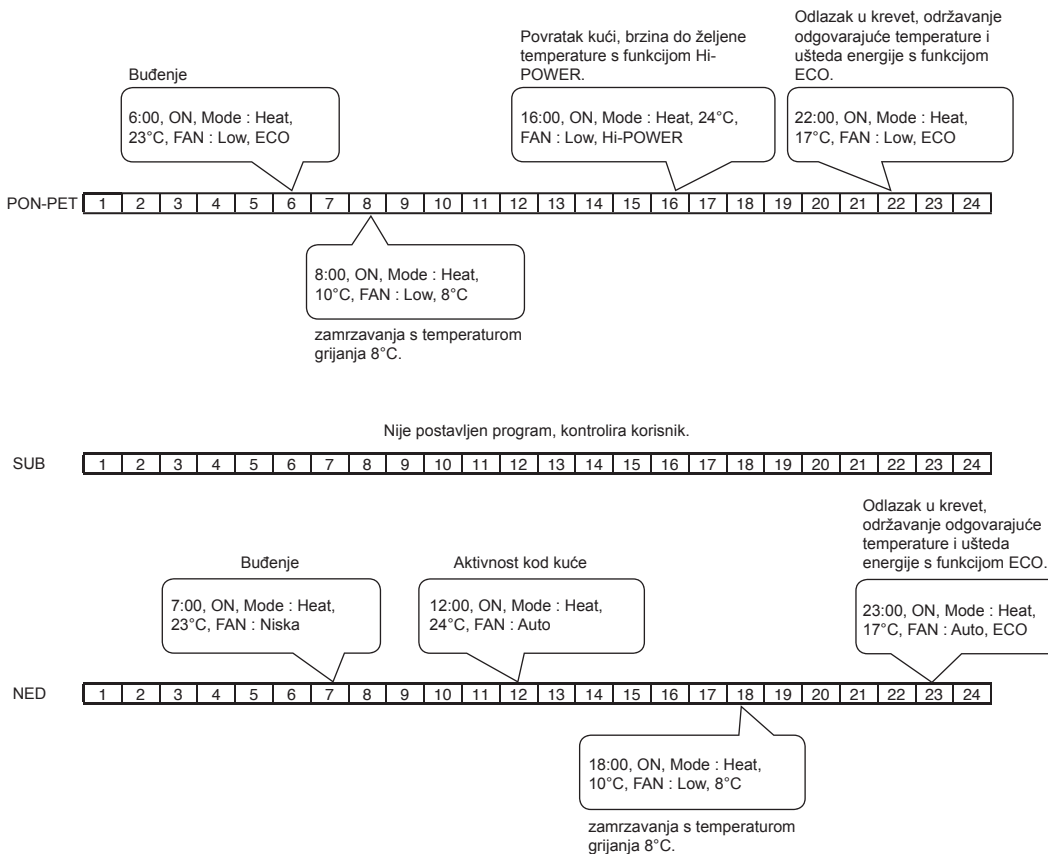 Buđenje
6:00, ON, Mode : Heat,
23°C, FAN : Low, ECO
Povratak kući, brzina do željene
temperature s funkcijom Hi-
POWER.
16:00, ON, Mode : Heat, 24°C,
FAN : Low, Hi-POWER
Odlazak u krevet, održavanje
odgovarajuće temperature i
ušteda energije s funkcijom
ECO.
22:00, ON, Mode : Heat,
17°C, FAN : Low, ECO
PON-PET 1 2 3 4 5 6 7 8 9 10 11 12 13 14 15 16 17 18 19 20 21 22 23 24
8:00, ON, Mode : Heat,
10°C, FAN : Low, 8°C
zamrzavanja s temperaturom
grijanja 8°C.
Nije postavljen program, kontrolira korisnik.
SUB 1 2 3 4 5 6 7 8 9 10 11 12 13 14 15 16 17 18 19 20 21 22 23 24
Buđenje
7:00, ON, Mode : Heat,
23°C, FAN : Niska
Aktivnost kod kuće
12:00, ON, Mode : Heat,
24°C, FAN : Auto
Odlazak u krevet,
održavanje odgovarajuće
temperature i ušteda
energije s funkcijom ECO.
23:00, ON, Mode : Heat,
17°C, FAN : Auto, ECO
NED 1 2 3 4 5 6 7 8 9 10 11 12 13 14 15 16 17 18 19 20 21 22 23 24
18:00, ON, Mode : Heat,
10°C, FAN : Low, 8°C
zamrzavanja s temperaturom
grijanja 8°C.